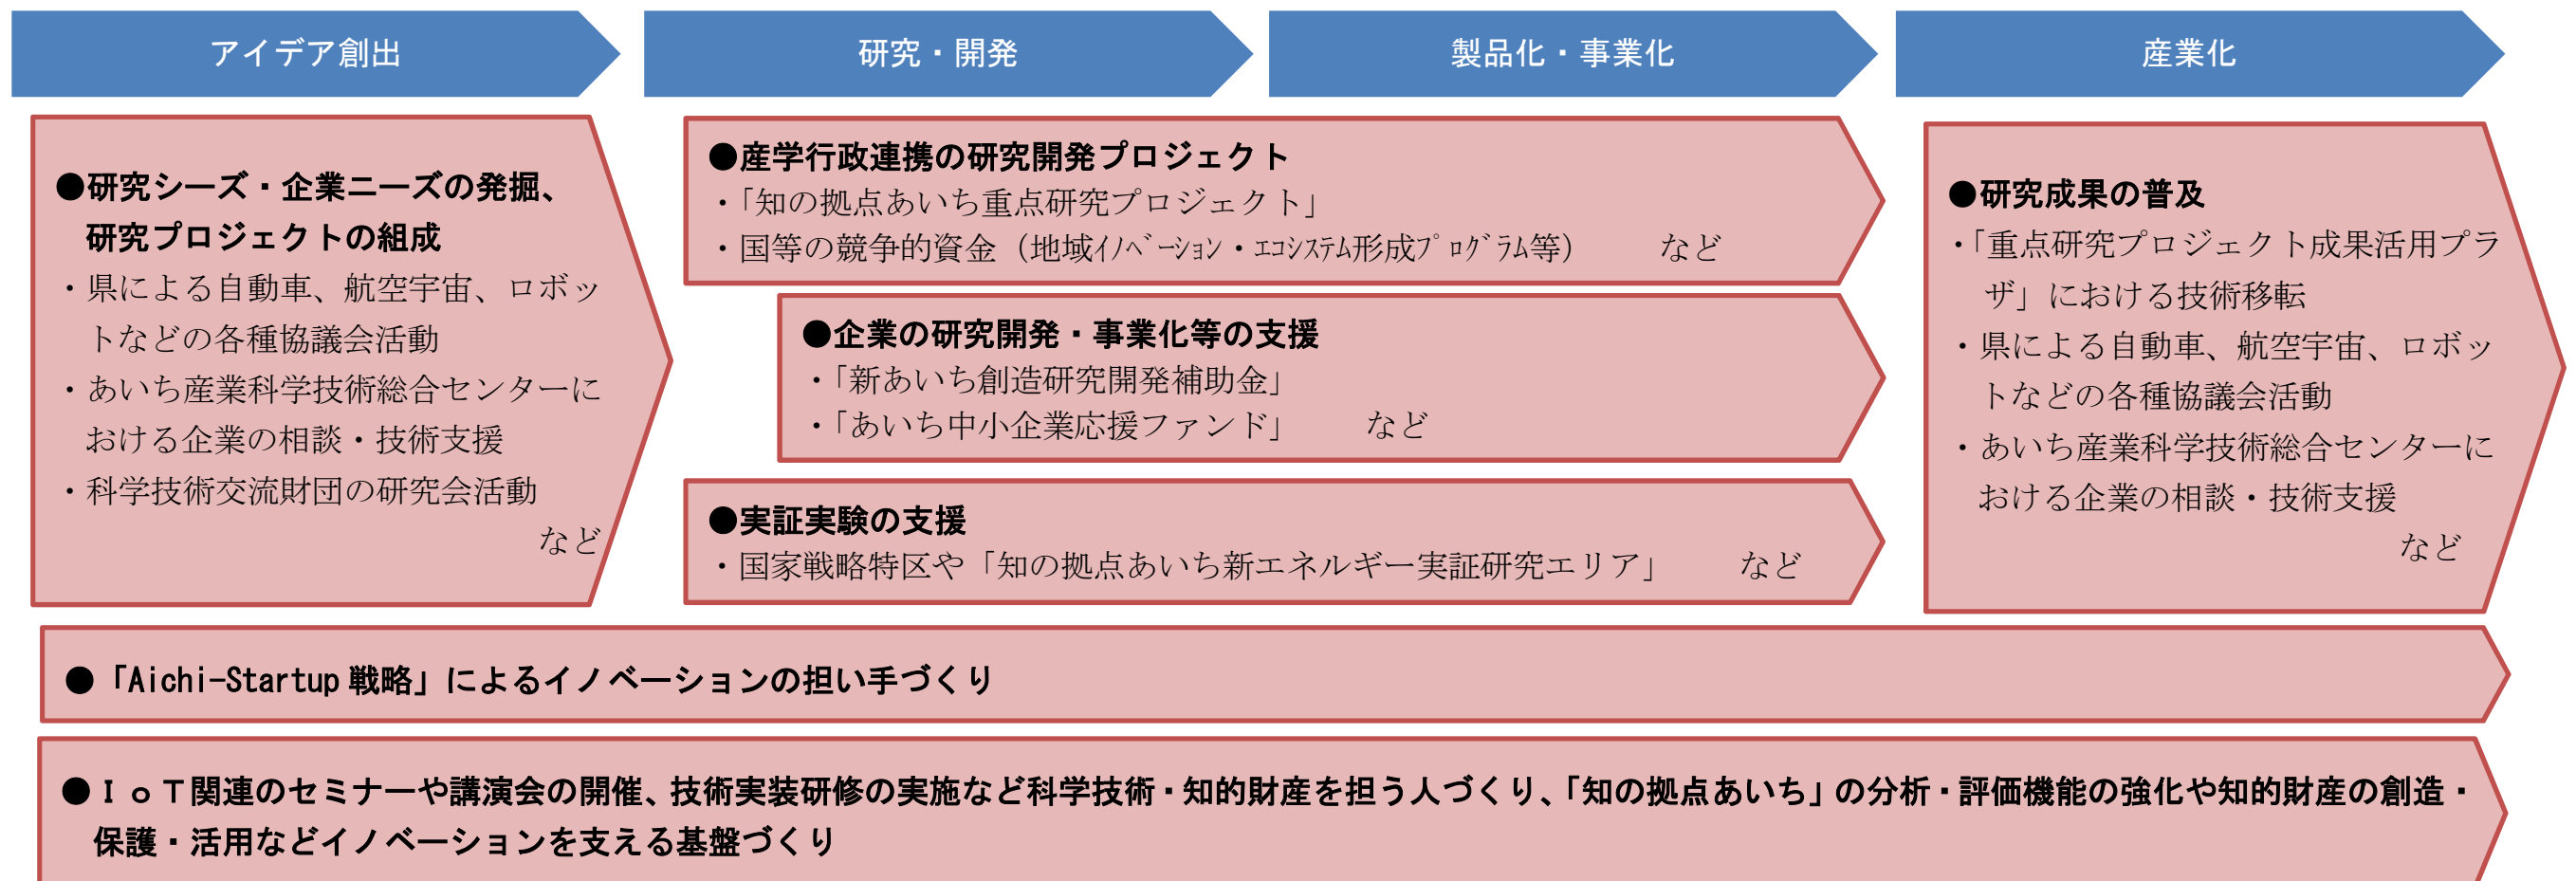 アイデア創出
研究・開発
製品化・事業化
産業化
●研究シーズ・企業ニーズの発掘、
研究プロジェクトの組成
・県による自動車、航空宇宙、ロボッ
トなどの各種協議会活動
・あいち産業科学技術総合センターに
おける企業の相談・技術支援
・科学技術交流財団の研究会活動
など
●産学行政連携の研究開発プロジェクト
・「知の拠点あいち重点研究プロジェクト」
・国等の競争的資金（地域ｲﾉﾍﾞｰｼｮﾝ・ｴｺｼｽﾃﾑ形成ﾌﾟﾛｸﾞﾗﾑ等）　　など
●企業の研究開発・事業化等の支援
・「新あいち創造研究開発補助金」
・「あいち中小企業応援ファンド」　　など
●実証実験の支援
・国家戦略特区や「知の拠点あいち新エネルギー実証研究エリア」　　など
●研究成果の普及
・「重点研究プロジェクト成果活用プラ
ザ」における技術移転
・県による自動車、航空宇宙、ロボッ
トなどの各種協議会活動
・あいち産業科学技術総合センターに
おける企業の相談・技術支援
など
●「Aichi-Startup 戦略」によるイノベーションの担い手づくり
●ＩｏＴ関連のセミナーや講演会の開催、技術実装研修の実施など科学技術・知的財産を担う人づくり、「知の拠点あいち」の分析・評価機能の強化や知的財産の創造・
保護・活用などイノベーションを支える基盤づくり